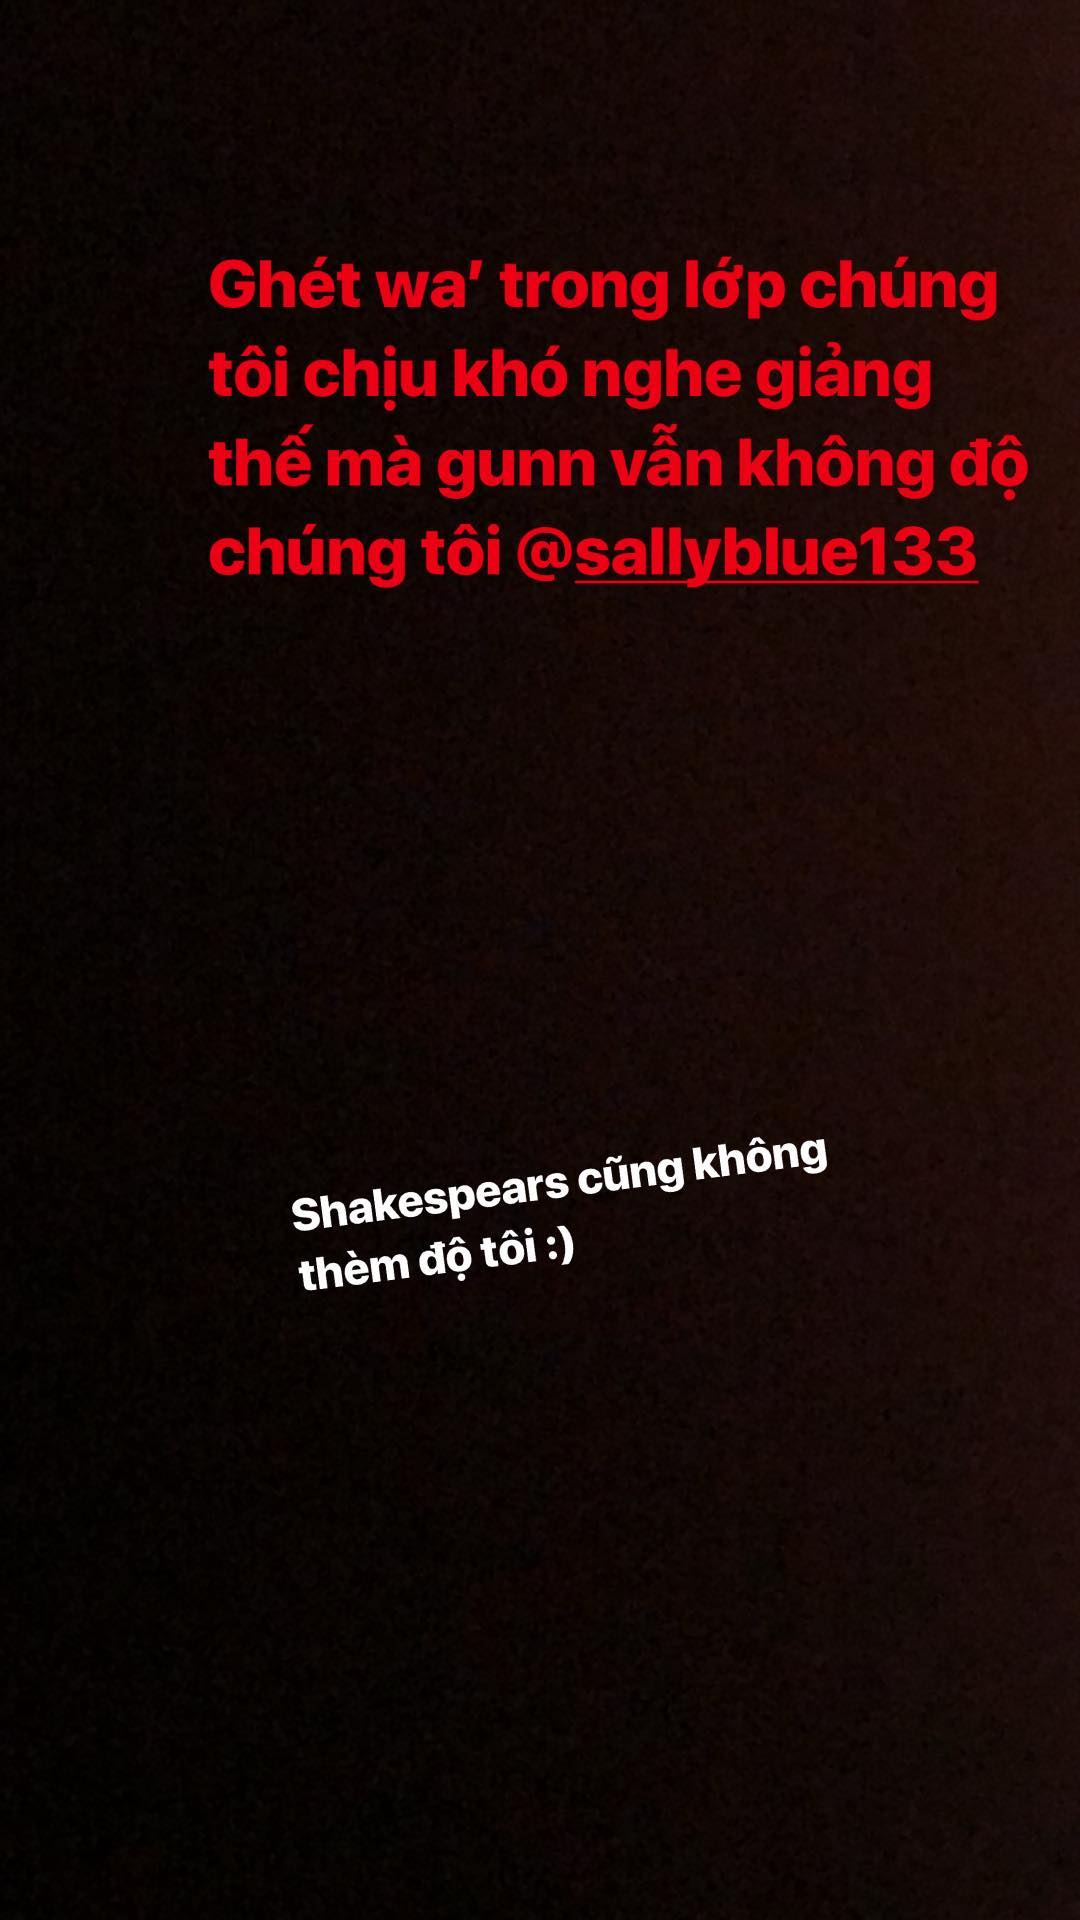 Ghét wa’ trong lớp chúng
tôi chịu khó nghe giảng
thế mà gunn vẫn không độ
chúng tôi @sallyblue133
Shakespears cũng không
thèm độ tôi :)